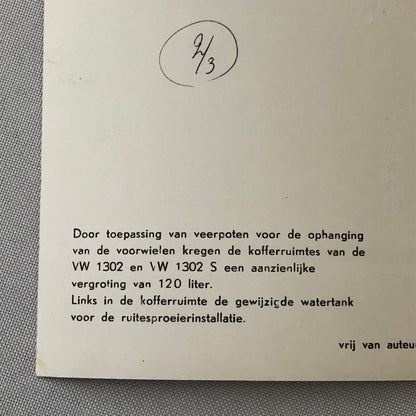 2/3
Door toepassing van veerpoten voor de ophanging
van de voorwielen kregen de kofferruimtes van de
VW 1302 en VW 1302 S een aanzienlijke
vergroting van 120 liter.
Links in de kofferruimte de gewijzigde watertank
voor de ruitesproeierinstallatie.
vrij van auteu